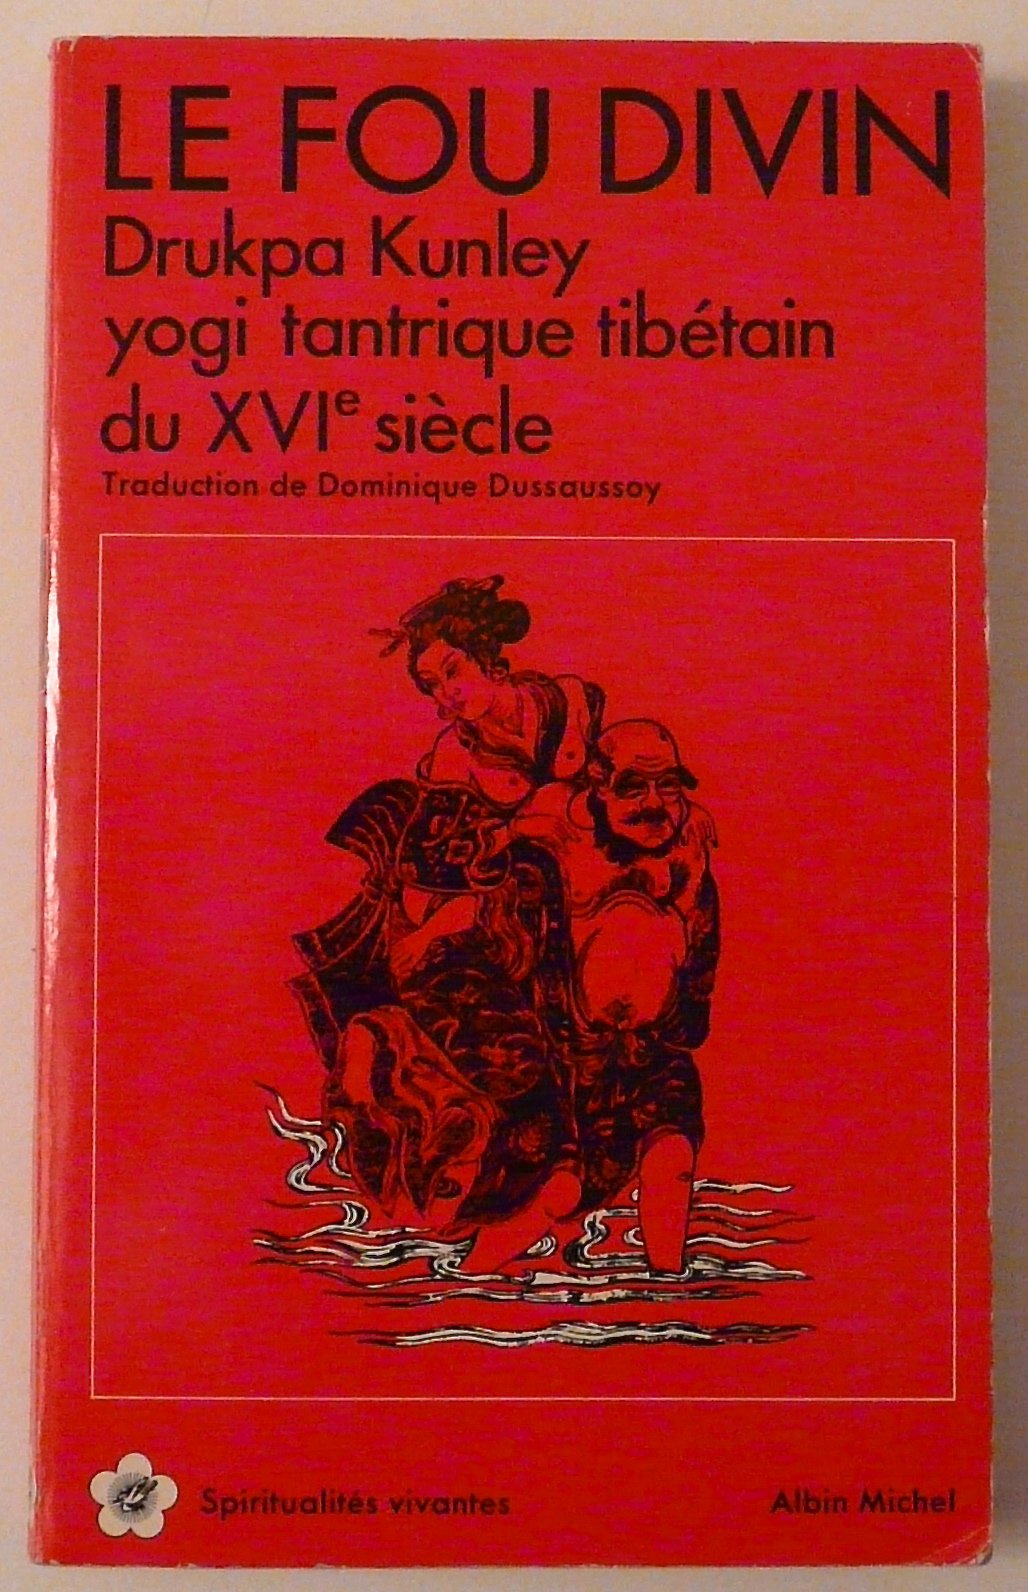 LE FOU DIVIN
Drukpa Kunley
yogi tantrique tibétain
du XVIe siècle
Traduction de Dominique Dussaussoy
Spiritualités vivantes
Albin Michel